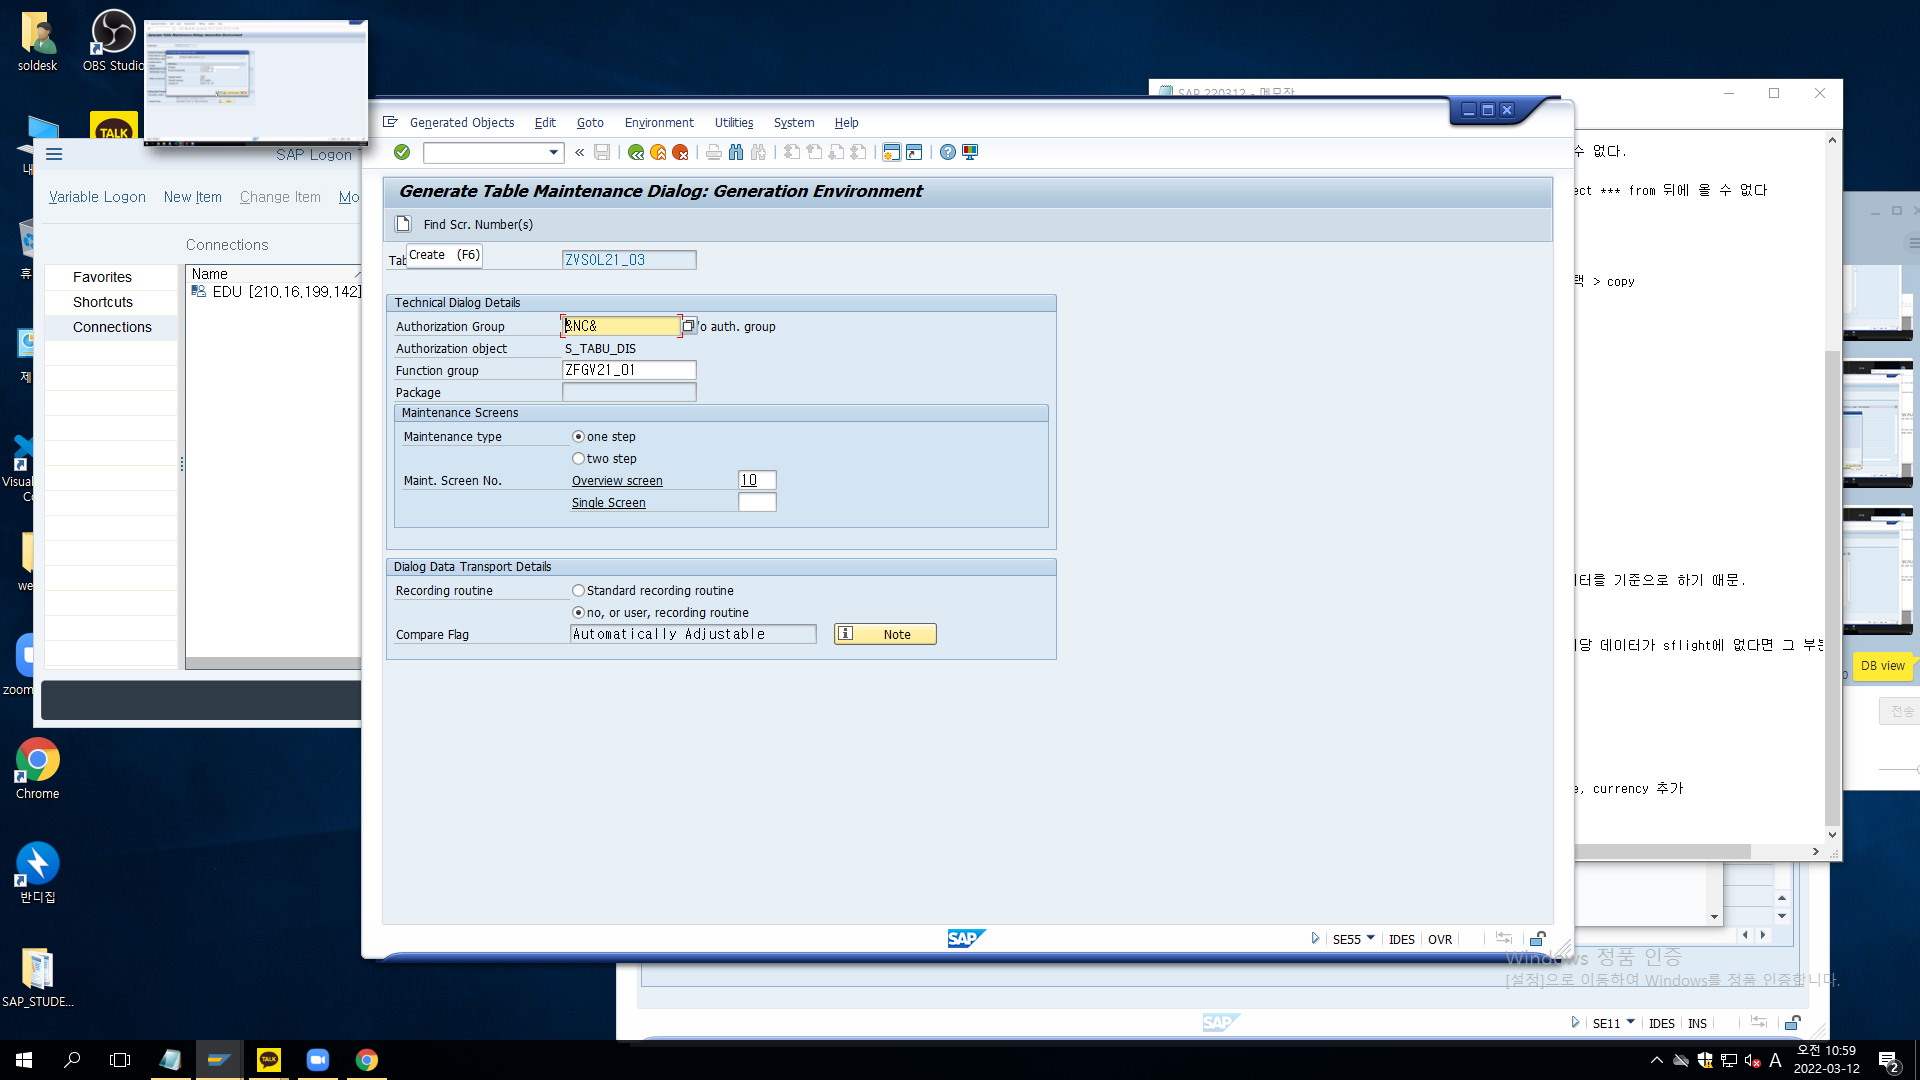 soldesk
OBS Studio
TALK
SAP Logon
Variable Logon New Item Change Item Mo
Connections
Favorites
Shortcuts
Connections
Name
EDU [210.16.199.142]
Chrome
반디집
SAP_STUDE...
zoom
SAP 220312 - 메모장
Generated Objects Edit Goto Environment Utilities System Help
Generate Table Maintenance Dialog: Generation Environment
Find Scr. Number(s)
Create (F6)
Tab ZVSOL21_03
Technical Dialog Details
Authorization Group &NC& /o auth. group
Authorization object S_TABU_DIS
Function group ZFGV21_01
Package
Maintenance Screens
Maintenance type one step
two step
Maint. Screen No. Overview screen 10
Single Screen
Dialog Data Transport Details
Recording routine Standard recording routine
no, or user, recording routine
Compare Flag Automatically Adjustable Note
SAP SE55 IDES OVR
수 없다.
ect *** from 뒤에 올 수 없다
택 > copy
터를 기준으로 하기 때문.
당 데이터가 sflight에 없다면 그 부분
e, currency 추가
DB view
전송
Windows 정품 인증
[설정]으로 이동하여 Windows를 정품 인증합니다.
SAP SE11 IDES INS
A 오전 10:59
2022-03-12
2